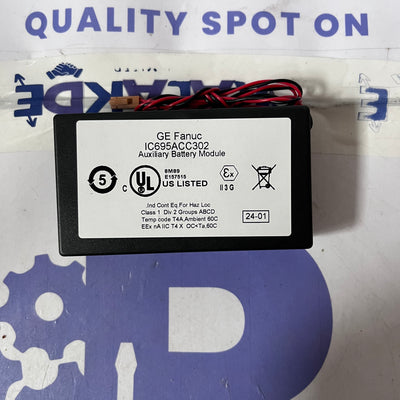 QUALITY SPOT ON
GE Fanuc
IC695ACC302
Auxiliary Battery Module
5
C UL US LISTED
8M89
E157515
Ex
II 3 G
.Ind Cont Eq.For Haz Loc
Class 1 Div 2 Groups ABCD
Temp code T4A,Ambient 60C
EEx nA IIC T4 X OC<Ta,60C
24-01